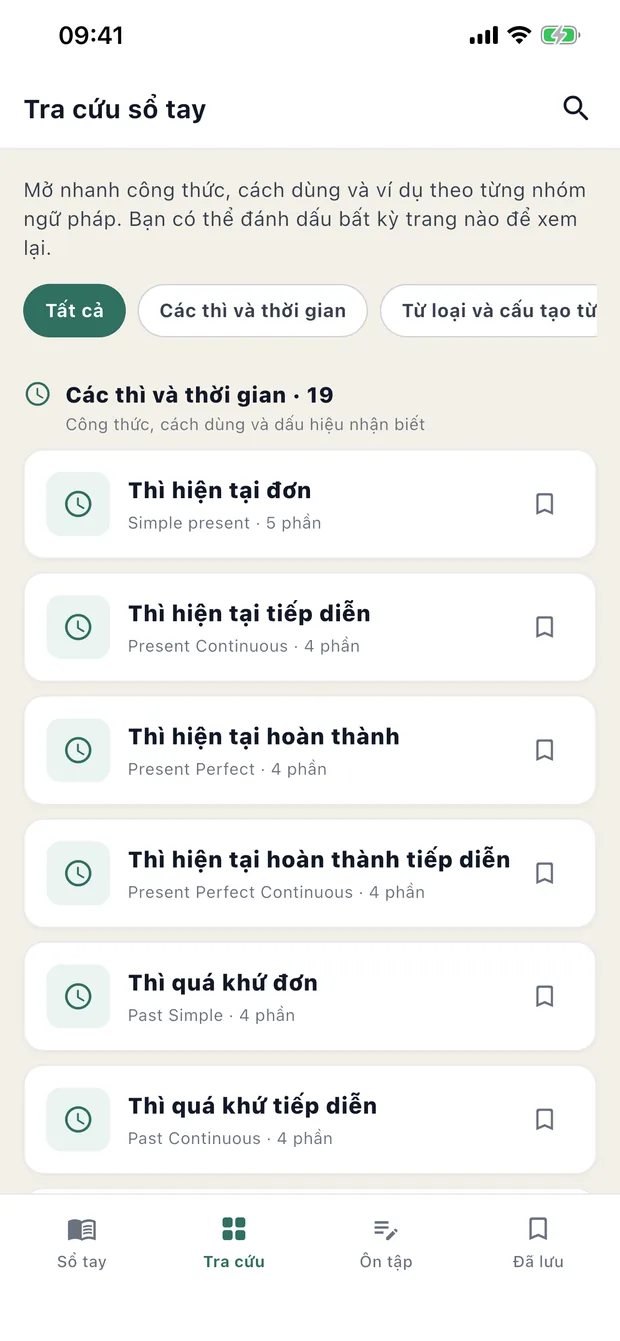 09:41
Tra cứu sổ tay
Mở nhanh công thức, cách dùng và ví dụ theo từng nhóm
ngữ pháp. Bạn có thể đánh dấu bất kỳ trang nào để xem
lại.
Tất cả
Các thì và thời gian
Từ loại và cấu tạo từ
Các thì và thời gian · 19
Công thức, cách dùng và dấu hiệu nhận biết
Thì hiện tại đơn
Simple present · 5 phần
Thì hiện tại tiếp diễn
Present Continuous · 4 phần
Thì hiện tại hoàn thành
Present Perfect · 4 phần
Thì hiện tại hoàn thành tiếp diễn
Present Perfect Continuous · 4 phần
Thì quá khứ đơn
Past Simple · 4 phần
Thì quá khứ tiếp diễn
Past Continuous · 4 phần
Sổ tay
Tra cứu
Ôn tập
Đã lưu